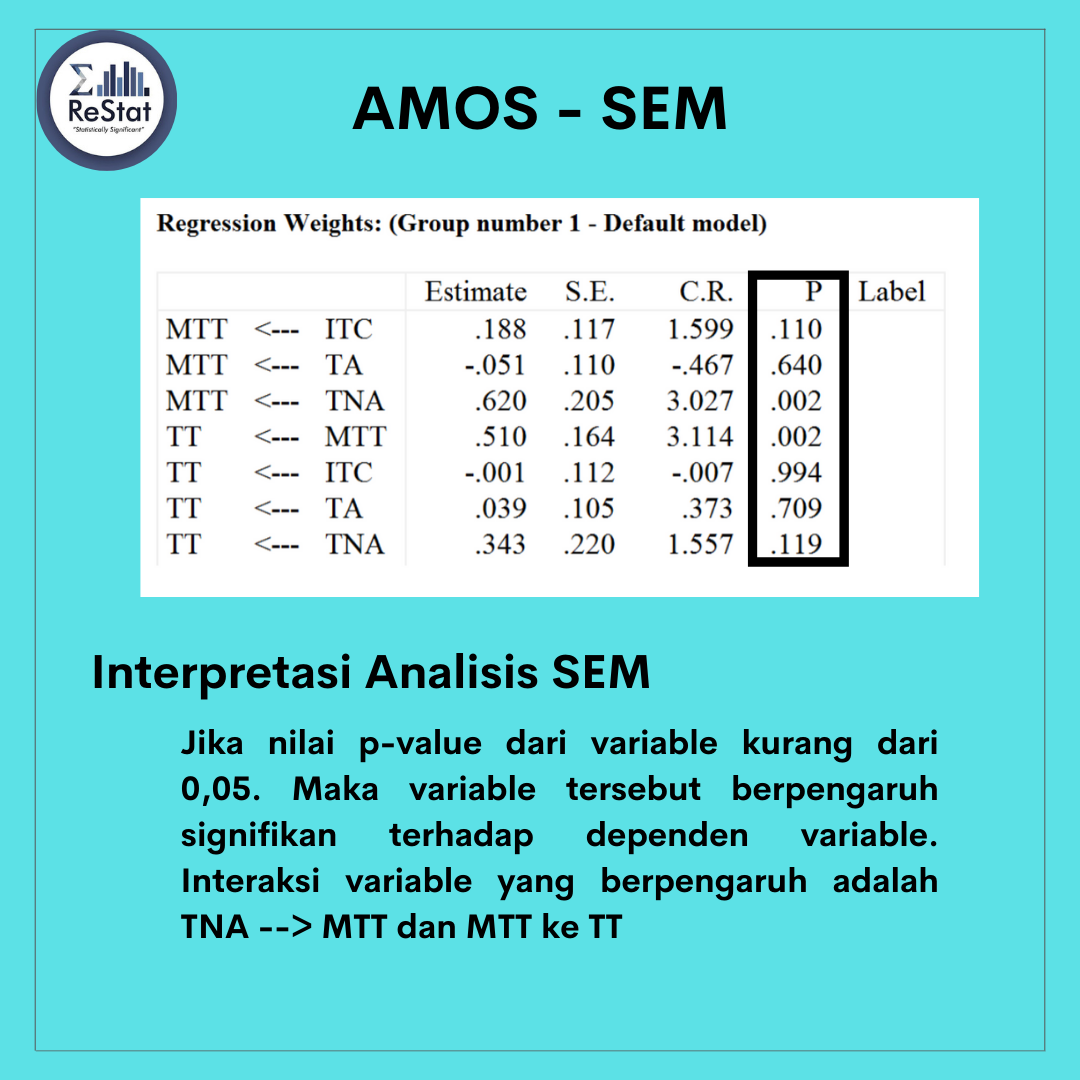 ReStat
"Statistically Significant"
AMOS - SEM
Regression Weights: (Group number 1 - Default model)
Estimate S.E. C.R. P Label
MTT <--- ITC .188 .117 1.599 .110
MTT <--- TA -.051 .110 -.467 .640
MTT <--- TNA .620 .205 3.027 .002
TT <--- MTT .510 .164 3.114 .002
TT <--- ITC -.001 .112 -.007 .994
TT <--- TA .039 .105 .373 .709
TT <--- TNA .343 .220 1.557 .119
Interpretasi Analisis SEM
Jika nilai p-value dari variable kurang dari
0,05. Maka variable tersebut berpengaruh
signifikan terhadap dependen variable.
Interaksi variable yang berpengaruh adalah
TNA --> MTT dan MTT ke TT